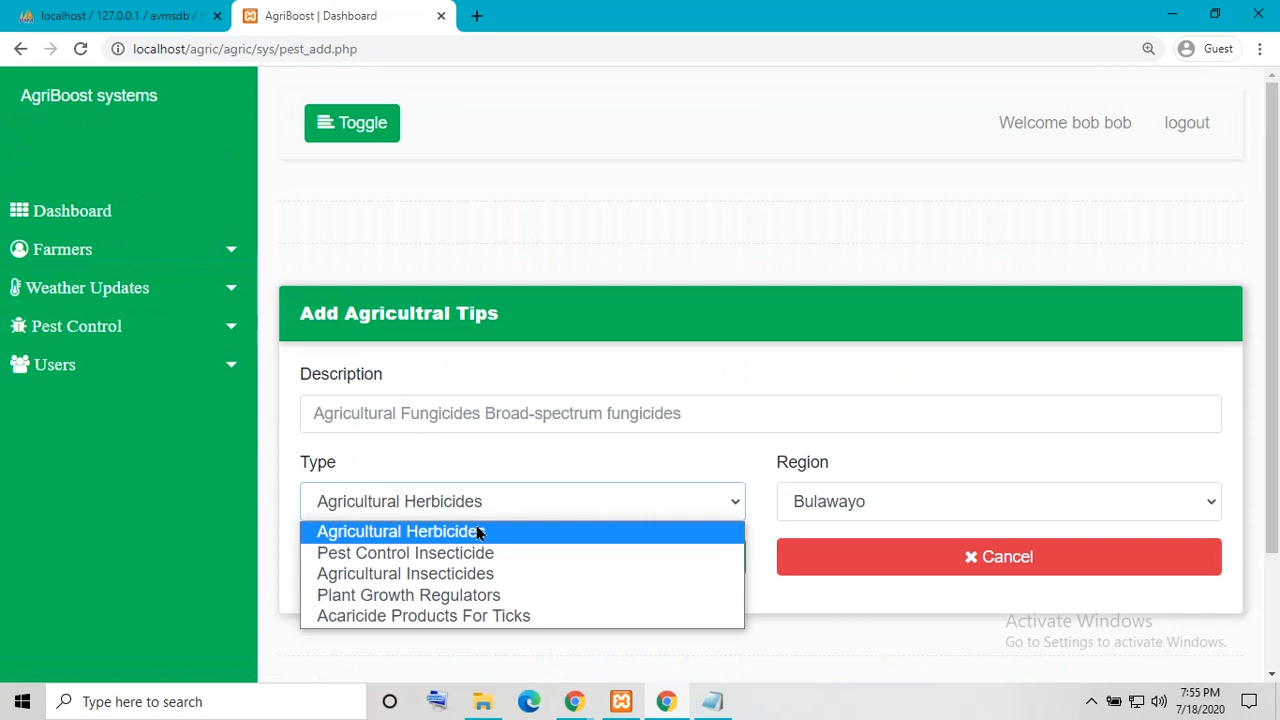 localhost / 127.0.0.1 / avmsdb /
AgriBoost | Dashboard
localhost/agric/agric/sys/pest_add.php
Guest
AgriBoost systems
Toggle
Welcome bob bob
logout
Dashboard
Farmers
Weather Updates
Pest Control
Users
Add Agricultral Tips
Description
Agricultural Fungicides Broad-spectrum fungicides
Type
Region
Agricultural Herbicides
Bulawayo
Agricultural Herbicides
Pest Control Insecticide
Agricultural Insecticides
Plant Growth Regulators
Acaricide Products For Ticks
Cancel
Activate Windows
Go to Settings to activate Windows.
Type here to search
7:55 PM
7/18/2020